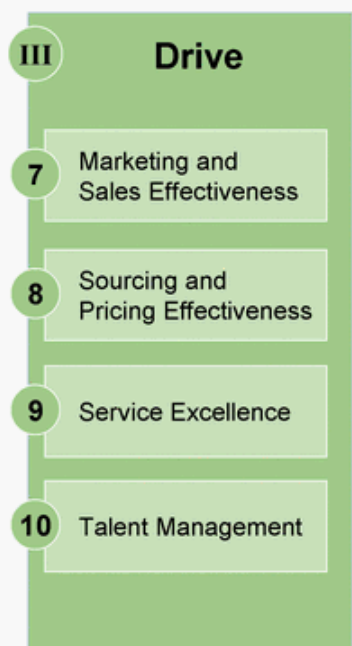 III Drive
7 Marketing and
Sales Effectiveness
8 Sourcing and
Pricing Effectiveness
9 Service Excellence
10 Talent Management